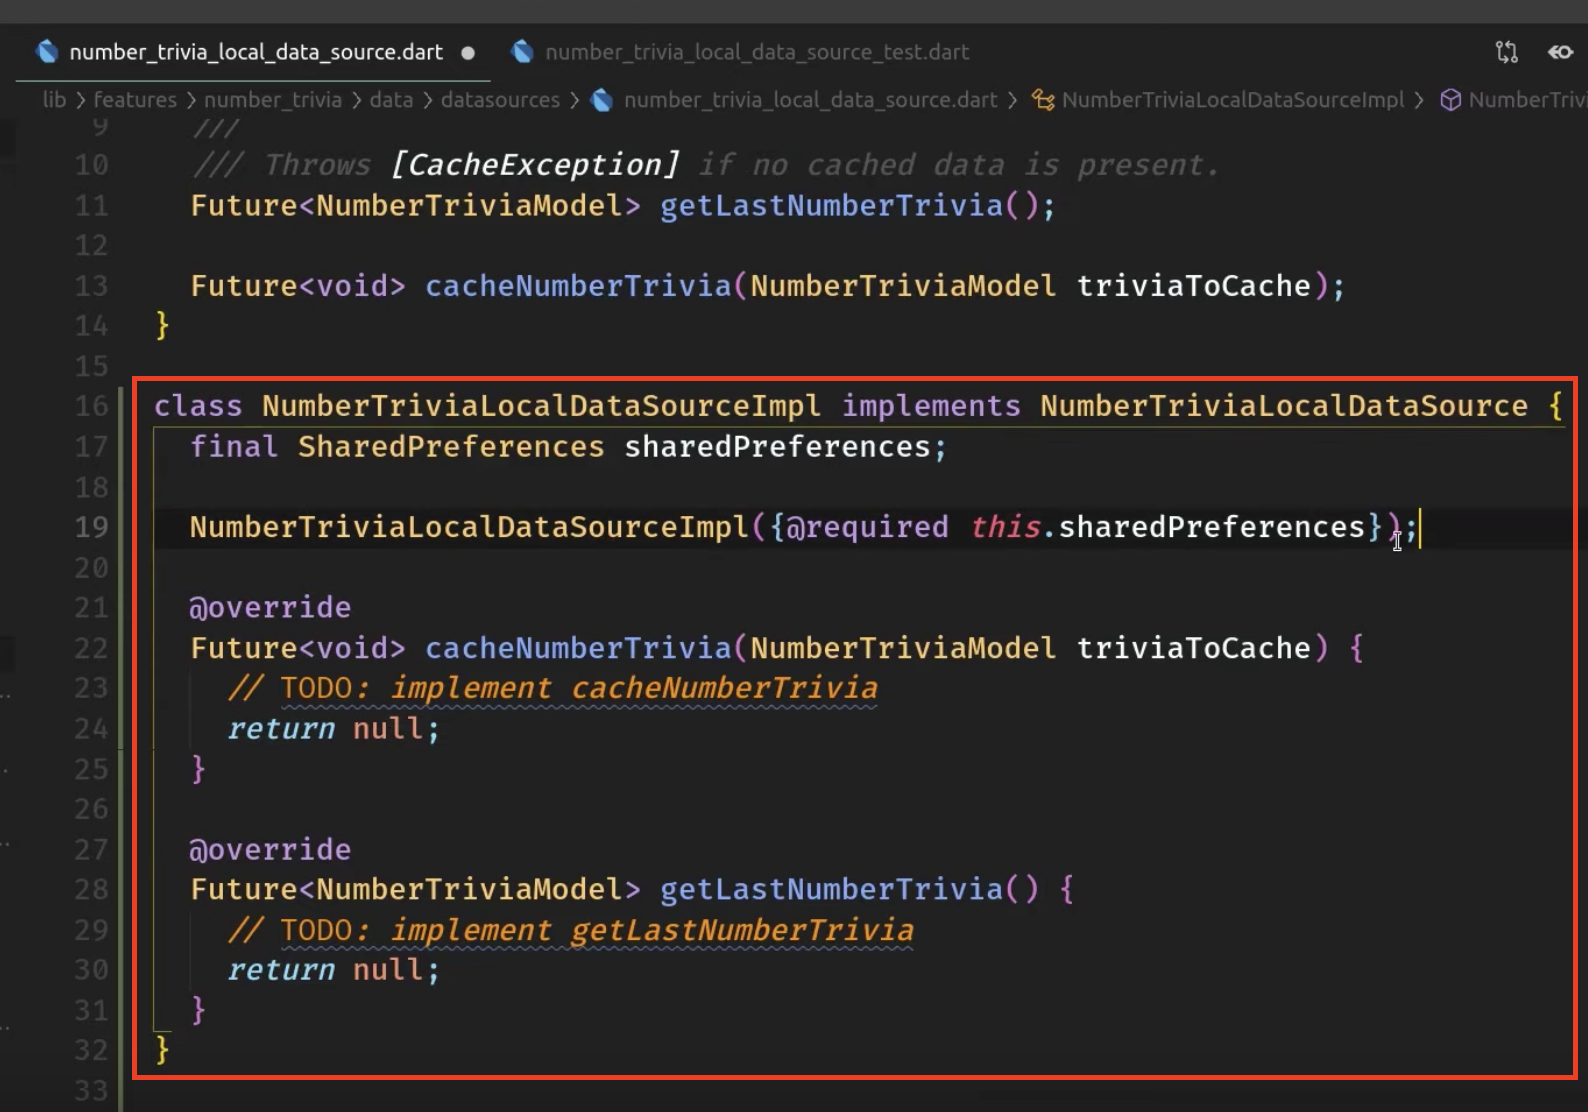 number_trivia_local_data_source.dart
number_trivia_local_data_source_test.dart
lib > features > number_trivia > data > datasources > number_trivia_local_data_source.dart > NumberTriviaLocalDataSourceImpl > NumberTrivi
9 ///
10 /// Throws [CacheException] if no cached data is present.
11 Future<NumberTriviaModel> getLastNumberTrivia();
12
13 Future<void> cacheNumberTrivia(NumberTriviaModel triviaToCache);
14 }
15
16 class NumberTriviaLocalDataSourceImpl implements NumberTriviaLocalDataSource {
17 final SharedPreferences sharedPreferences;
18
19 NumberTriviaLocalDataSourceImpl({@required this.sharedPreferences});
20
21 @override
22 Future<void> cacheNumberTrivia(NumberTriviaModel triviaToCache) {
23 // TODO: implement cacheNumberTrivia
24 return null;
25 }
26
27 @override
28 Future<NumberTriviaModel> getLastNumberTrivia() {
29 // TODO: implement getLastNumberTrivia
30 return null;
31 }
32 }
33